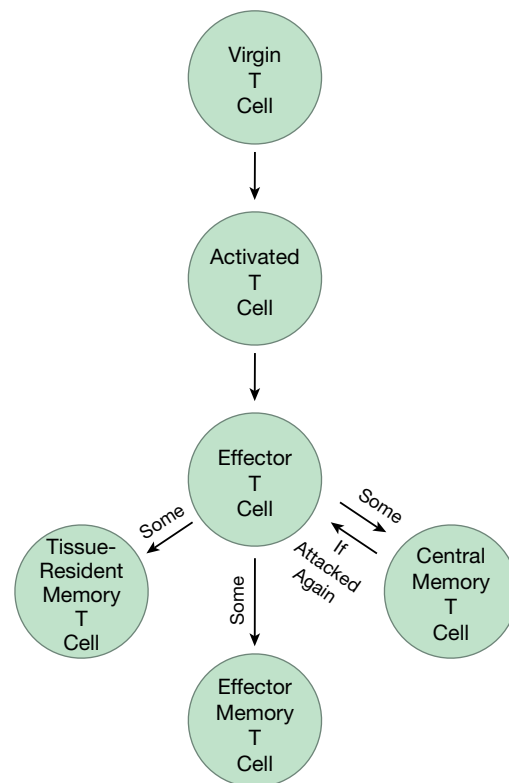 Virgin
T
Cell
Activated
T
Cell
Effector
T
Cell
Some
Some
Some
If
Attacked
Again
Tissue-
Resident
Memory
T
Cell
Central
Memory
T
Cell
Effector
Memory
T
Cell